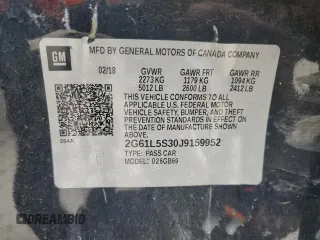 GM
MFD BY GENERAL MOTORS OF CANADA COMPANY
02/18 GVWR GAWR FRT GAWR RR
2273 KG 1179 KG 1094 KG
5012 LB 2600 LB 2412 LB
THIS VEHICLE CONFORMS TO ALL
APPLICABLE U.S. FEDERAL MOTOR
VEHICLE SAFETY, BUMPER, AND
THEFT PREVENTION STANDARDS IN
EFFECT ON THE DATE OF
MANUFACTURE SHOWN ABOVE.
2G61L5S30J9159952
TYPE: PASS CAR
MODEL: 026GB69